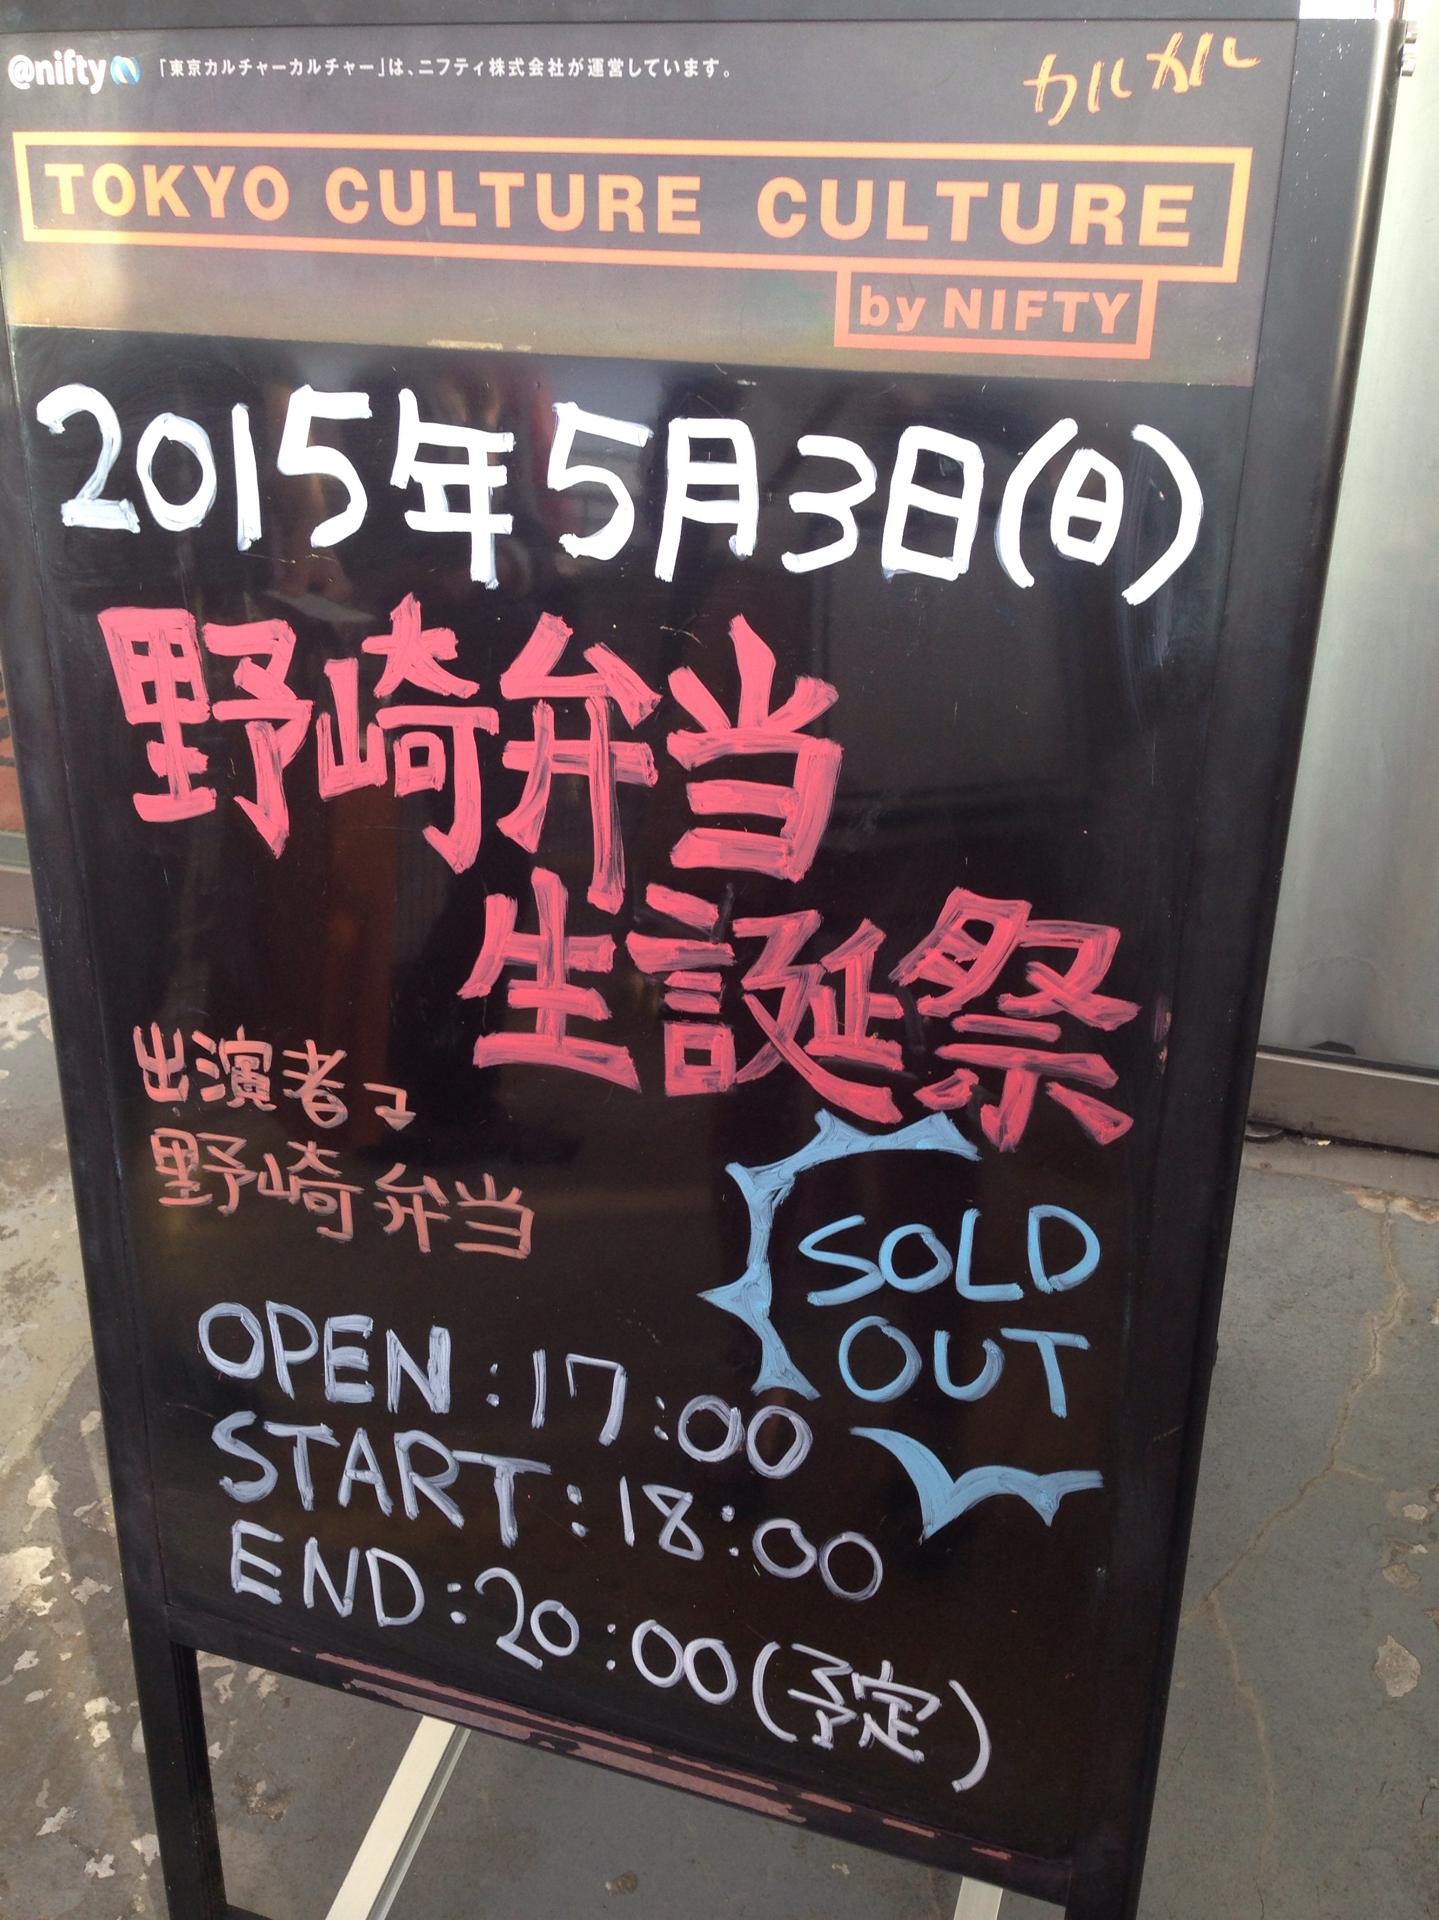 @nifty 「東京カルチャーカルチャー」は、ニフティ株式会社が運営しています。
カルカル
TOKYO CULTURE CULTURE
by NIFTY
2015年5月3日(日)
野崎弁当
生誕祭
出演者
野崎弁当
SOLD
OUT
OPEN:17:00
START:18:00
END:20:00(予定)